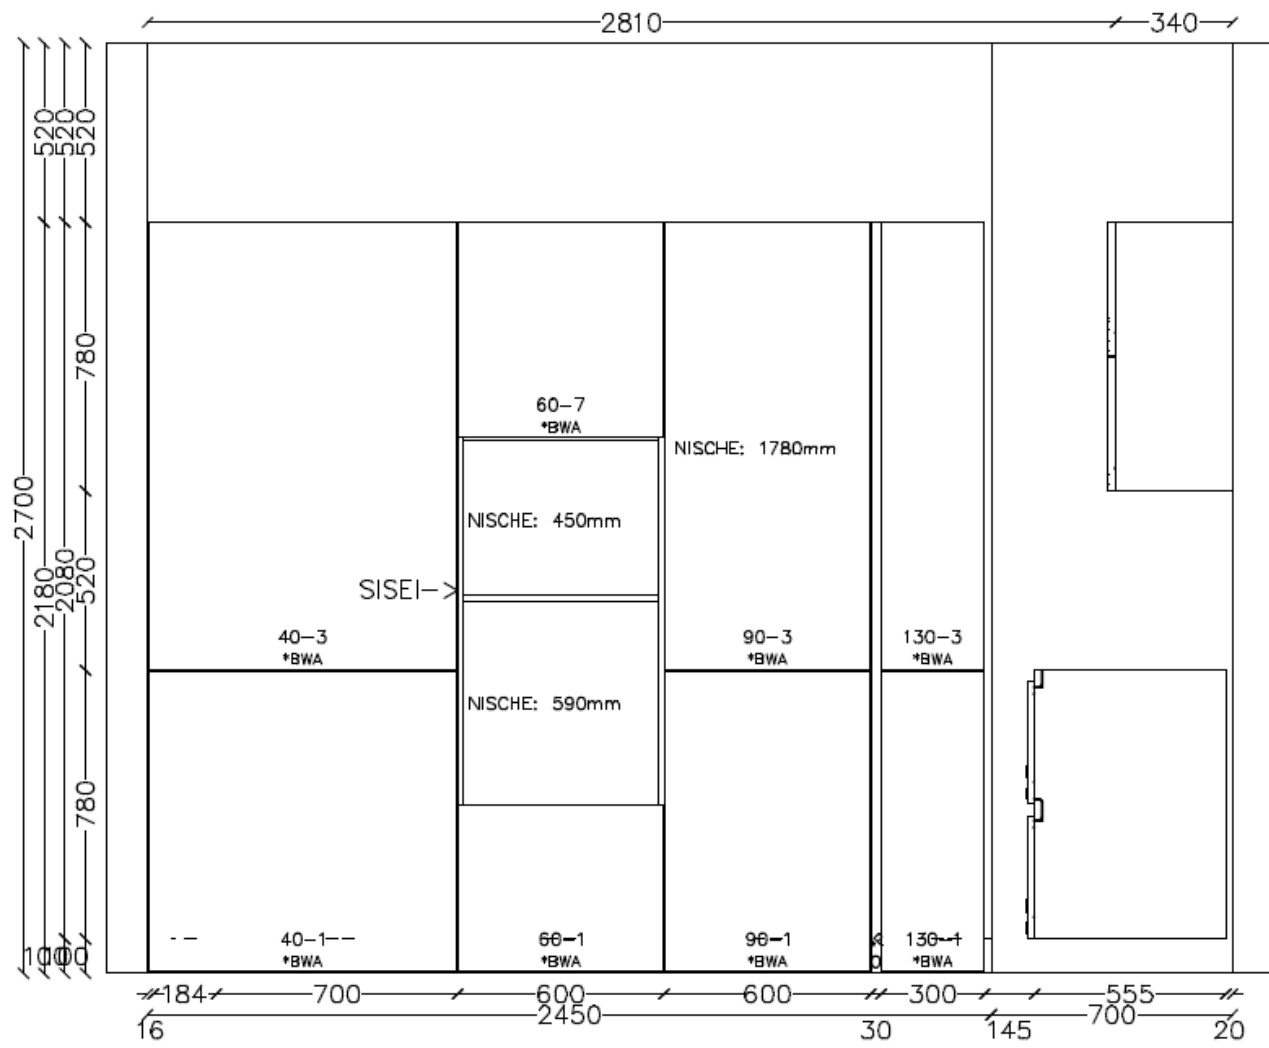 2810 340
520 520 520
780
60-7
*BWA
NISCHE: 1780mm
NISCHE: 450mm
2700
2180 2080 520
SISEI->
40-3 90-3 130-3
*BWA *BWA *BWA
NISCHE: 590mm
780
40-1 60-1 90-1 130-1
100 100
*BWA *BWA *BWA 0 *BWA
184 700 600 600 300 555
2450 700
16 30 145 20